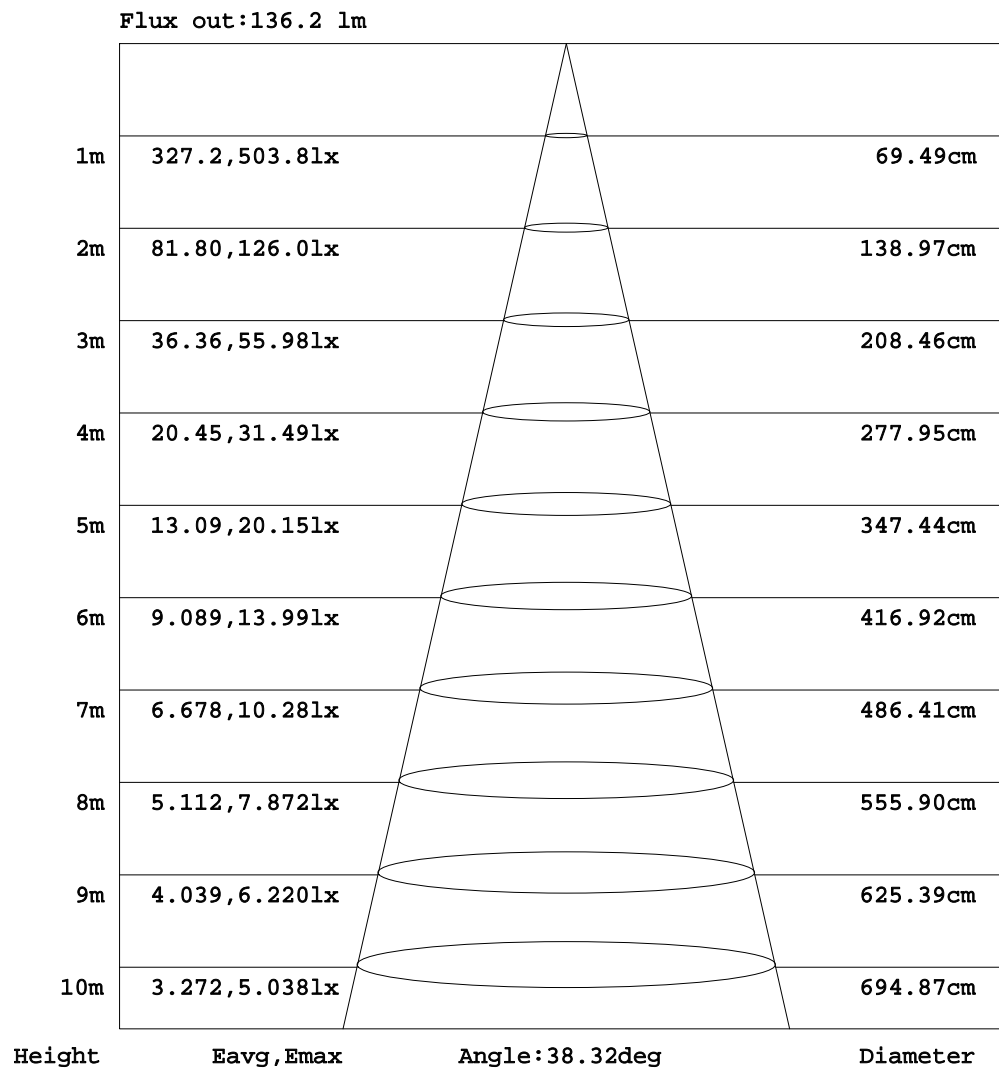 Flux out:136.2 lm
1m 327.2,503.8lx 69.49cm
2m 81.80,126.0lx 138.97cm
3m 36.36,55.98lx 208.46cm
4m 20.45,31.49lx 277.95cm
5m 13.09,20.15lx 347.44cm
6m 9.089,13.99lx 416.92cm
7m 6.678,10.28lx 486.41cm
8m 5.112,7.872lx 555.90cm
9m 4.039,6.220lx 625.39cm
10m 3.272,5.038lx 694.87cm
Height Eavg,Emax Angle:38.32deg Diameter